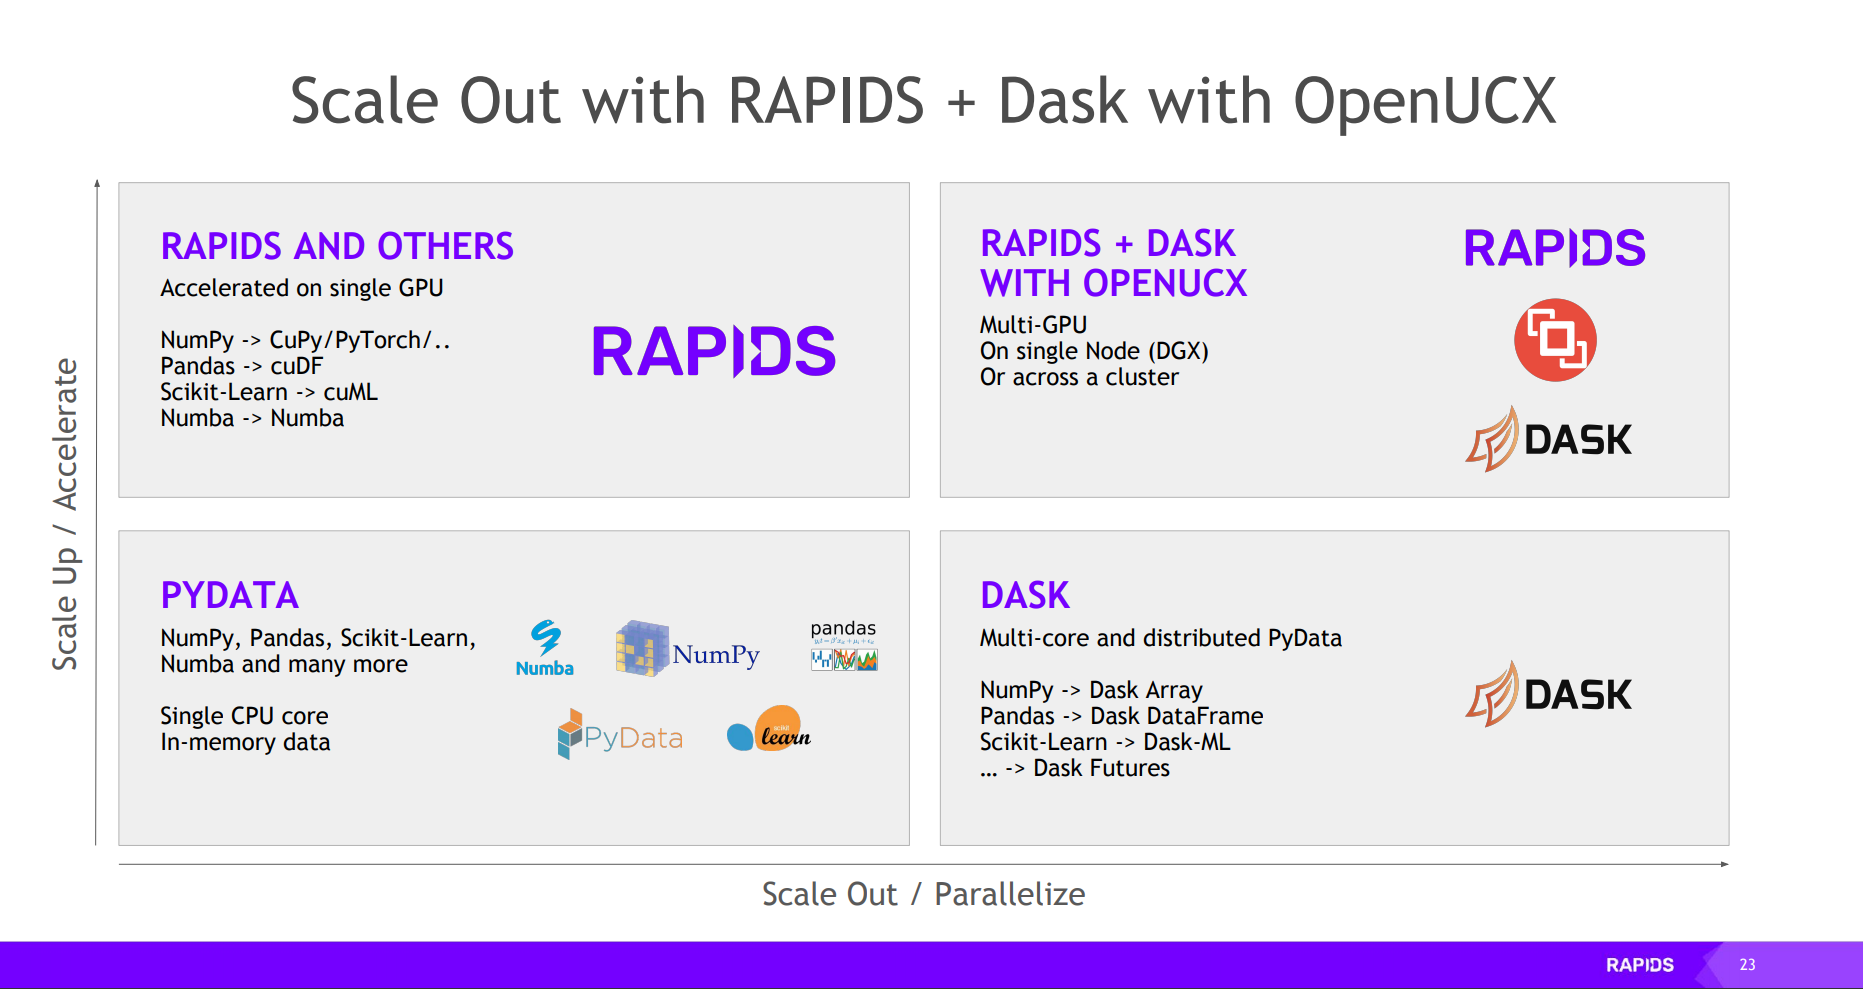 Scale Out with RAPIDS + Dask with OpenUCX
Scale Up / Accelerate
RAPIDS AND OTHERS
Accelerated on single GPU
NumPy -> CuPy/PyTorch/..
Pandas -> cuDF
Scikit-Learn -> cuML
Numba -> Numba
RAPIDS
RAPIDS + DASK
WITH OPENUCX
Multi-GPU
On single Node (DGX)
Or across a cluster
RAPIDS
DASK
PYDATA
NumPy, Pandas, Scikit-Learn,
Numba and many more
Single CPU core
In-memory data
Numba
NumPy
pandas
PyData
scikit
learn
DASK
Multi-core and distributed PyData
NumPy -> Dask Array
Pandas -> Dask DataFrame
Scikit-Learn -> Dask-ML
… -> Dask Futures
DASK
Scale Out / Parallelize
RAPIDS
23